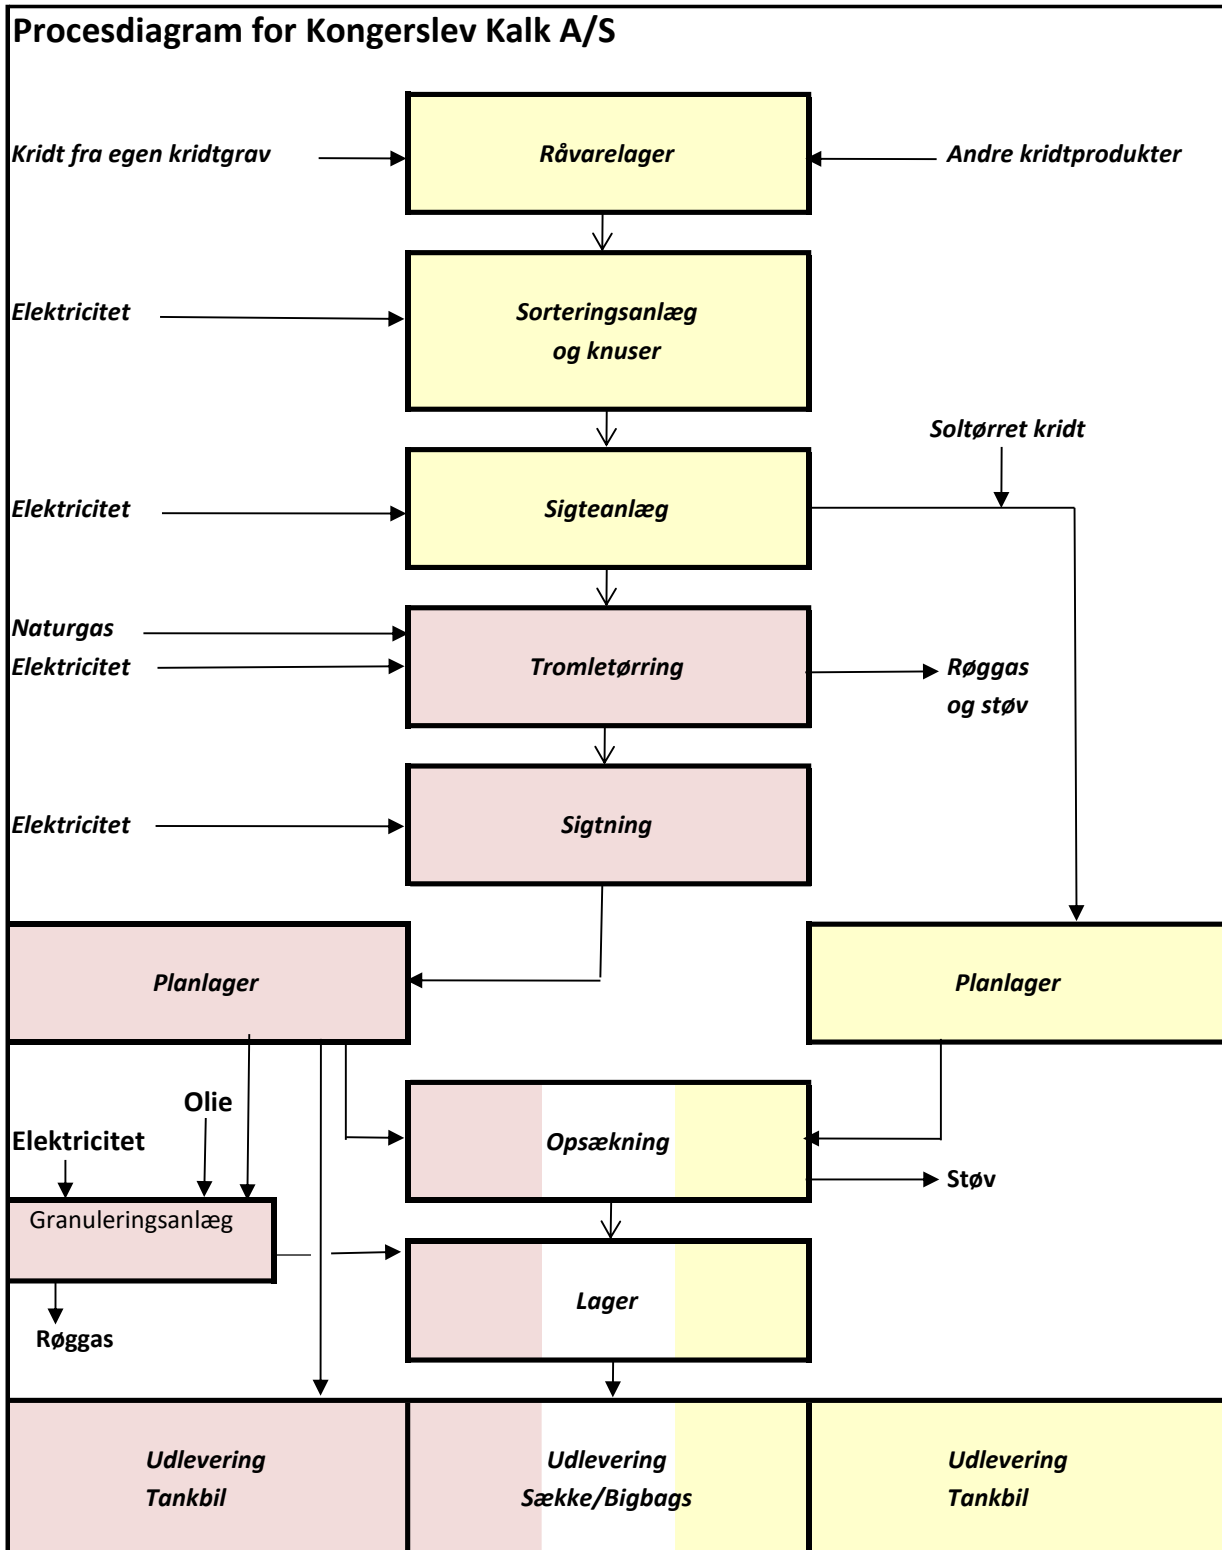 Procesdiagram for Kongerslev Kalk A/S
Kridt fra egen kridtgrav
Råvarelager
Andre kridtprodukter
Elektricitet
Sorteringsanlæg
og knuser
Soltørret kridt
Elektricitet
Sigteanlæg
Naturgas
Elektricitet
Tromletørring
Røggas
og støv
Elektricitet
Sigtning
Planlager
Planlager
Olie
Elektricitet
Opsækning
Støv
Granuleringsanlæg
Lager
Røggas
Udlevering
Tankbil
Udlevering
Sække/Bigbags
Udlevering
Tankbil